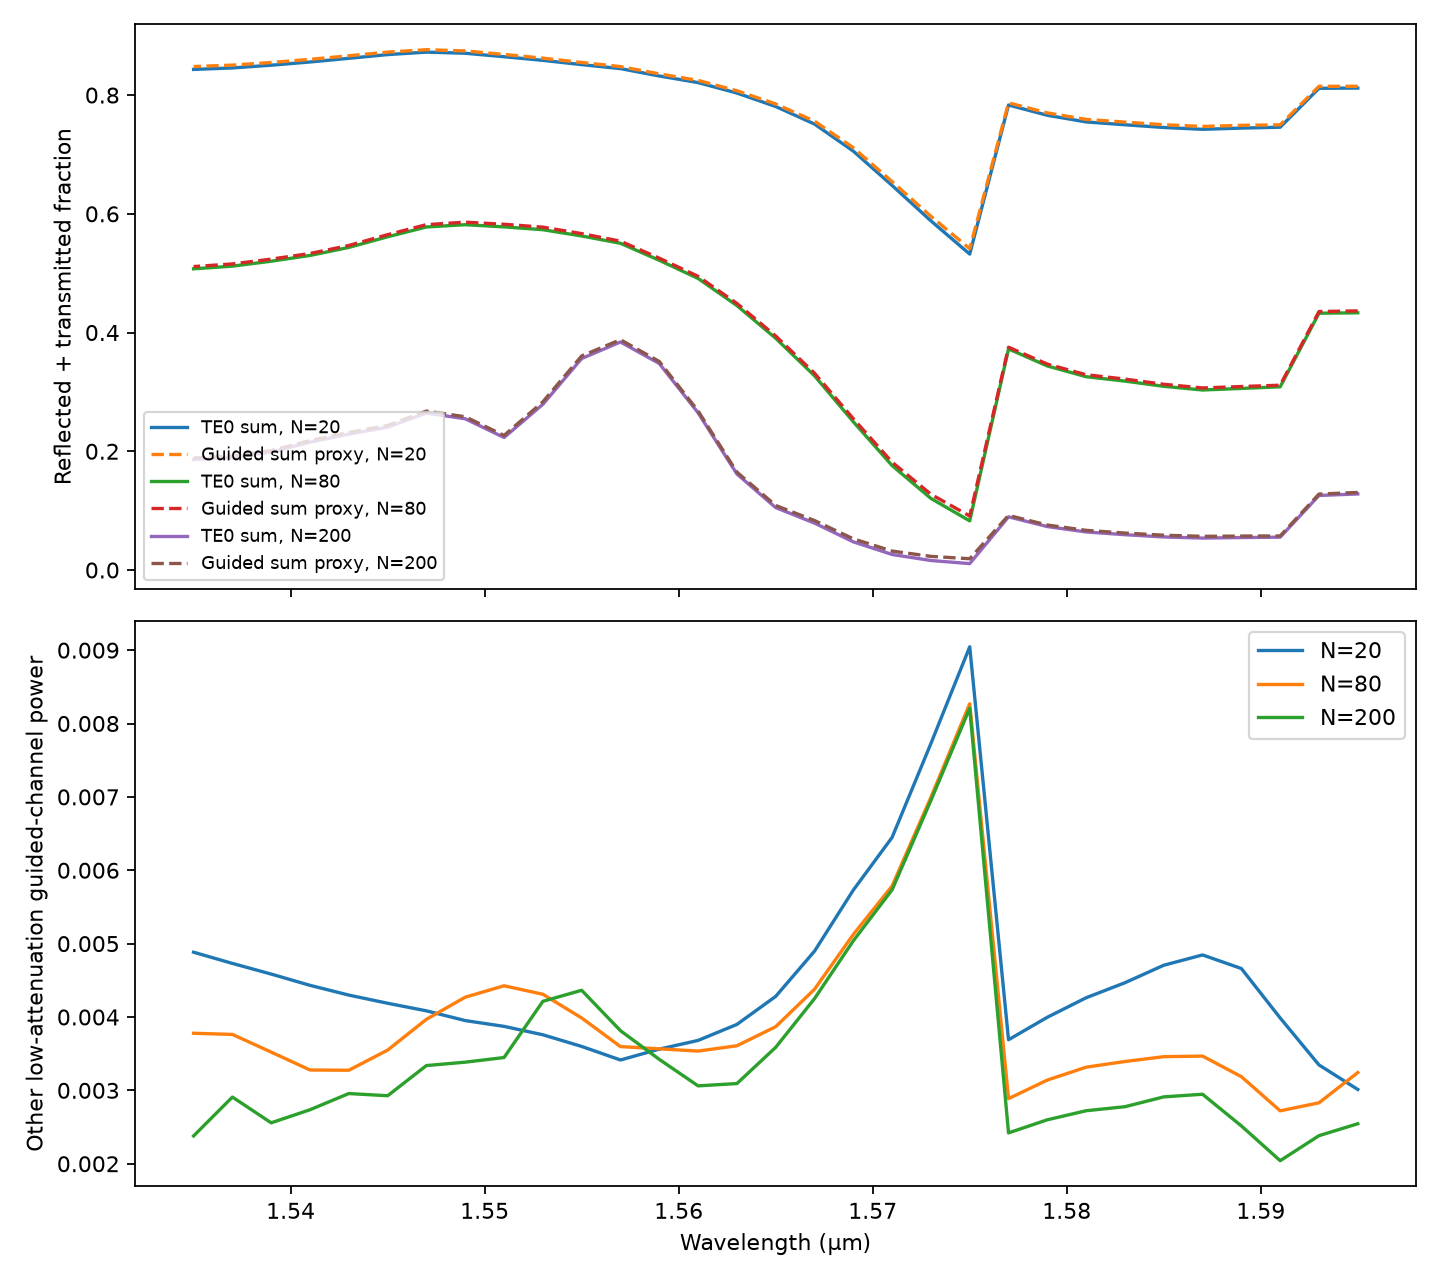 Reflected + transmitted fraction
0.8
0.6
0.4
0.2
0.0
TE0 sum, N=20
Guided sum proxy, N=20
TE0 sum, N=80
Guided sum proxy, N=80
TE0 sum, N=200
Guided sum proxy, N=200
Other low-attenuation guided-channel power
0.009
0.008
0.007
0.006
0.005
0.004
0.003
0.002
N=20
N=80
N=200
1.54 1.55 1.56 1.57 1.58 1.59
Wavelength (μm)